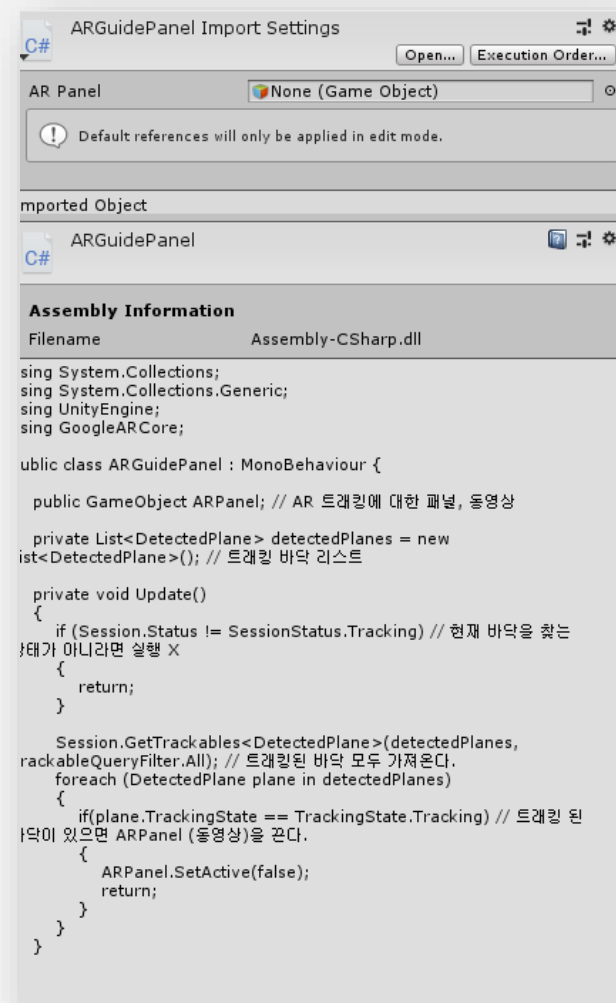 ARGuidePanel Import Settings
C#
Open...
Execution Order...
AR Panel
None (Game Object)
Default references will only be applied in edit mode.
mported Object
ARGuidePanel
C#
Assembly Information
Filename Assembly-CSharp.dll
sing System.Collections;
sing System.Collections.Generic;
sing UnityEngine;
sing GoogleARCore;
ublic class ARGuidePanel : MonoBehaviour {
public GameObject ARPanel; // AR 트래킹에 대한 패널, 동영상
private List<DetectedPlane> detectedPlanes = new
ist<DetectedPlane>(); // 트래킹 바닥 리스트
private void Update()
{
if (Session.Status != SessionStatus.Tracking) // 현재 바닥을 찾는
상태가 아니라면 실행 X
{
return;
}
Session.GetTrackables<DetectedPlane>(detectedPlanes,
rackableQueryFilter.All); // 트래킹된 바닥 모두 가져온다.
foreach (DetectedPlane plane in detectedPlanes)
{
if(plane.TrackingState == TrackingState.Tracking) // 트래킹 된
바닥이 있으면 ARPanel (동영상)을 끈다.
{
ARPanel.SetActive(false);
return;
}
}
}